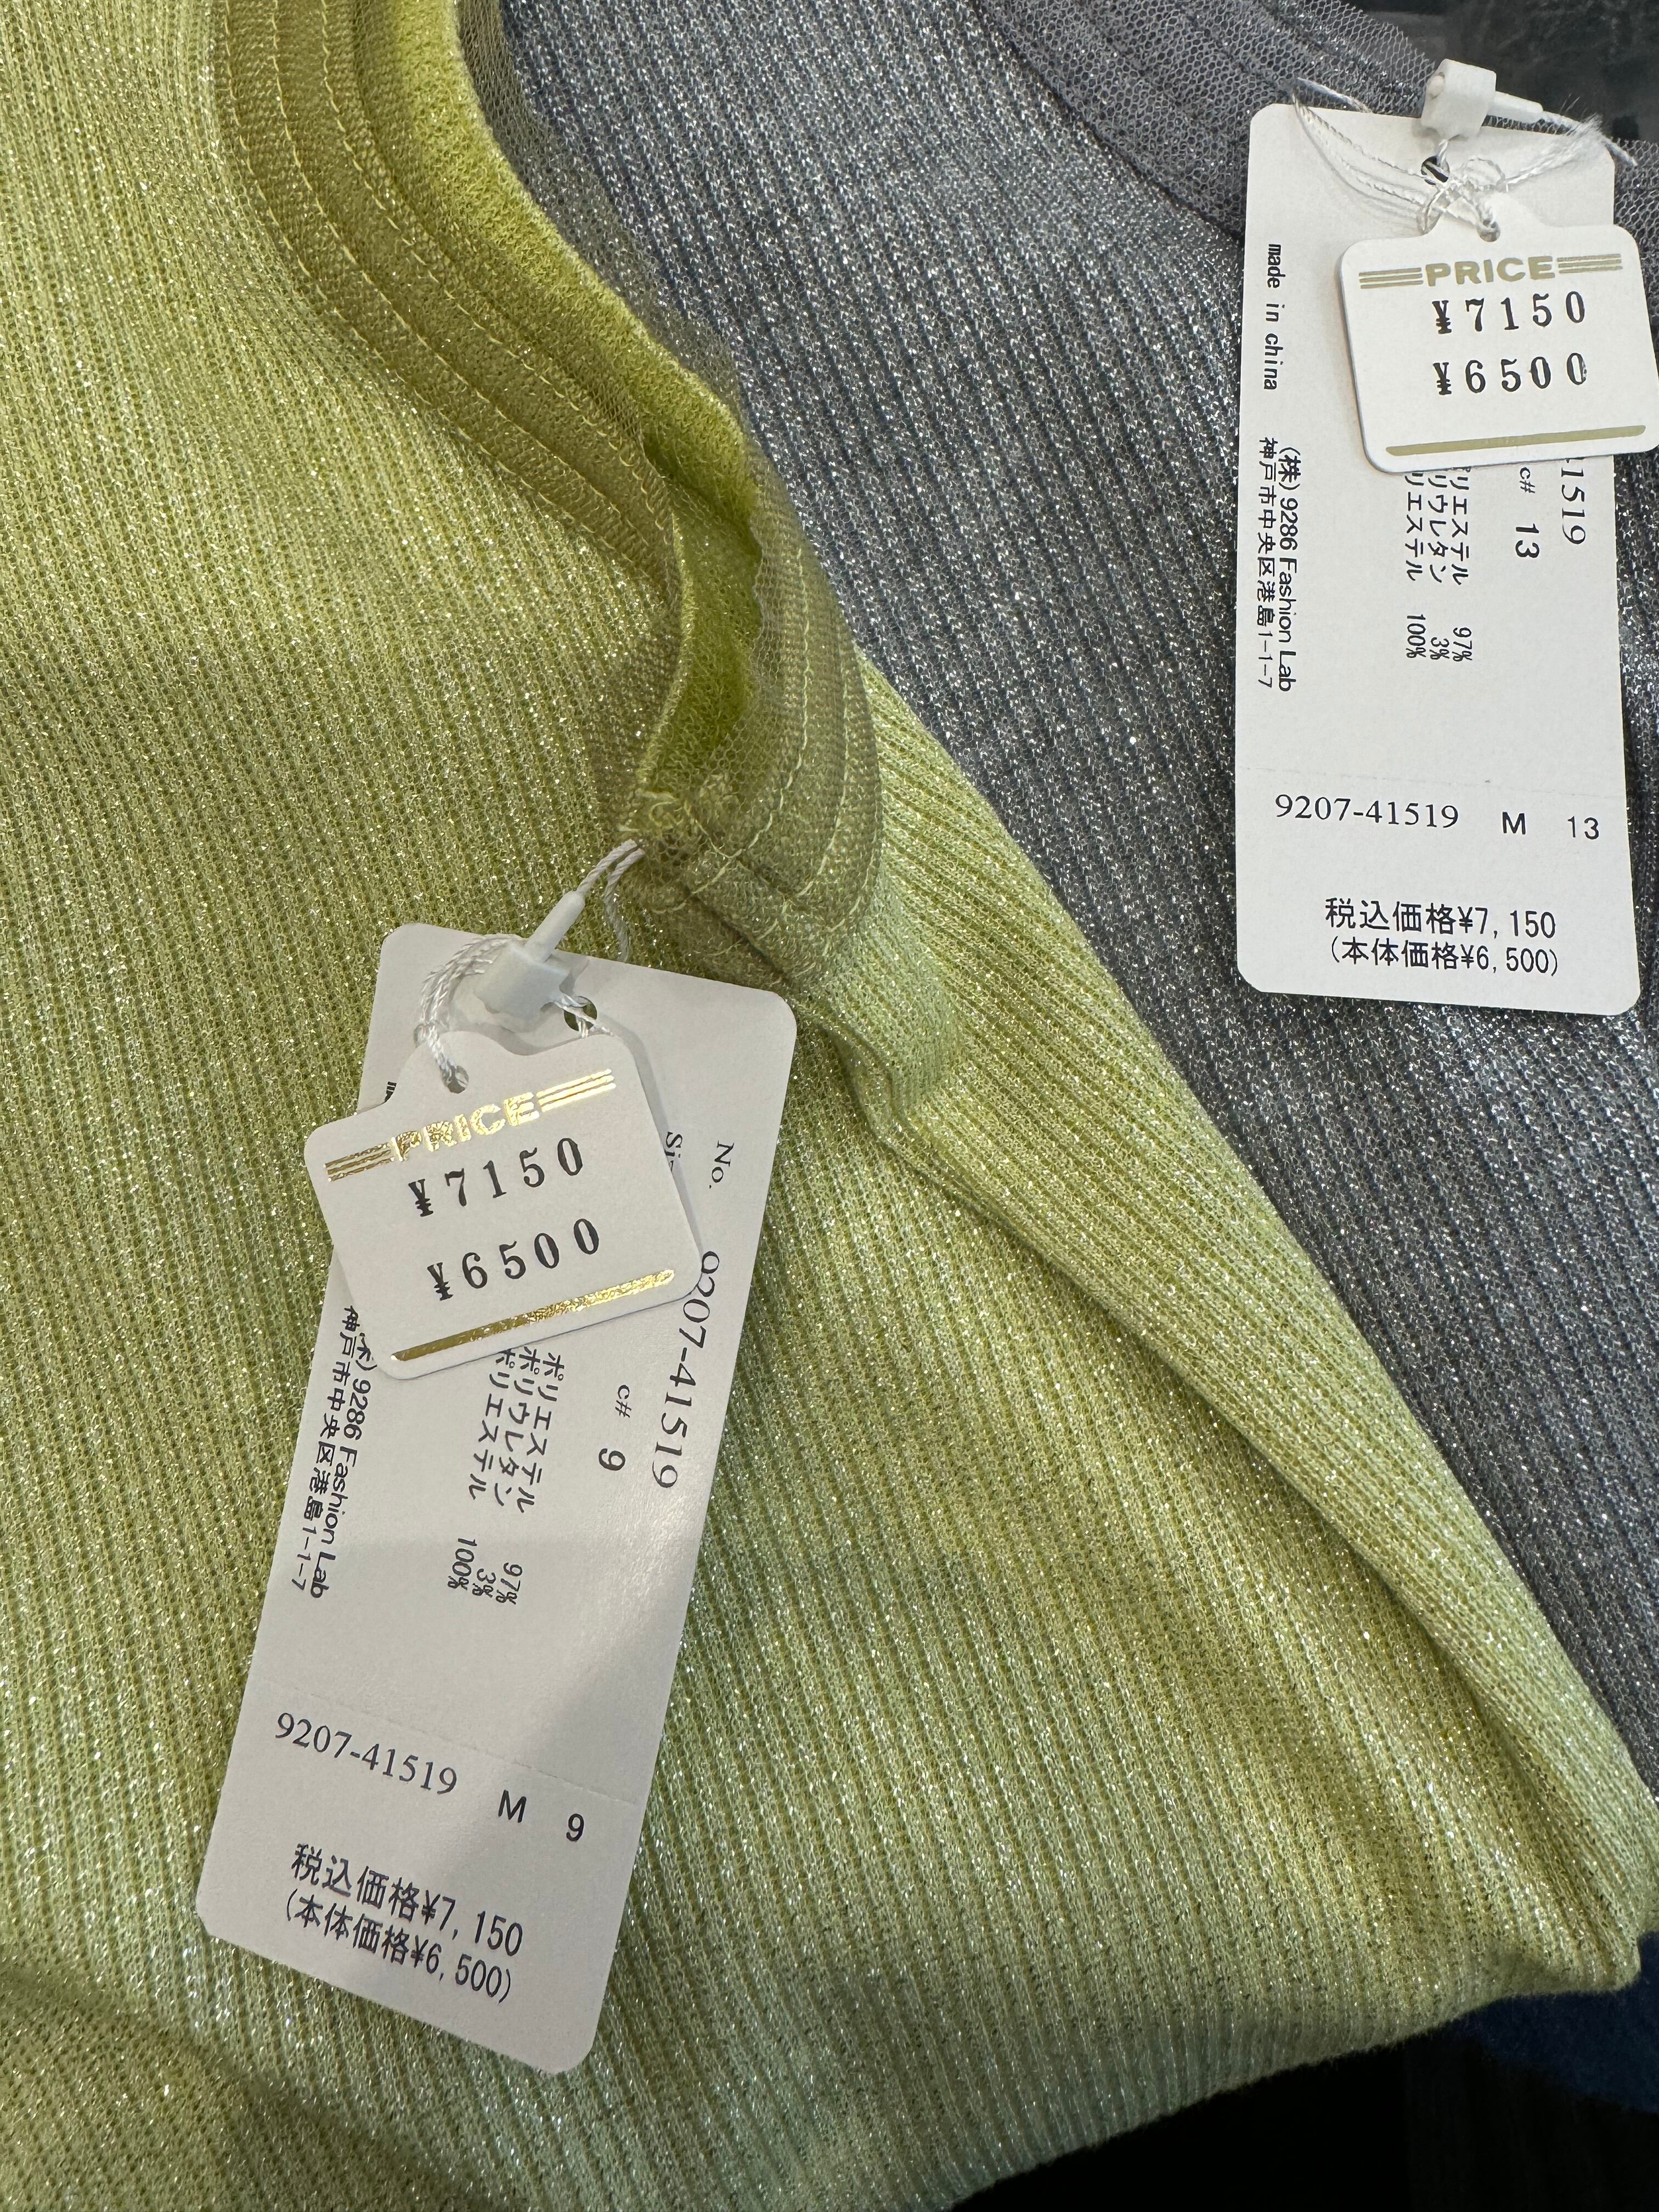 PRICE
¥7150
¥6500
made in china
(株) 9286 Fashion Lab
神戸市中央区港島1-1-7
1519
c# 13
リエステル 97%
リウレタン 3%
リエステル 100%
9207-41519 M 13
税込価格¥7,150
(本体価格¥6,500)
PRICE
¥7150
¥6500
No. 9207-41519
c# 9
ポリエステル 97%
ポリウレタン 3%
ポリエステル 100%
9286 Fashion Lab
神戸市中央区港島1-1-7
9207-41519 M 9
税込価格¥7,150
(本体価格¥6,500)